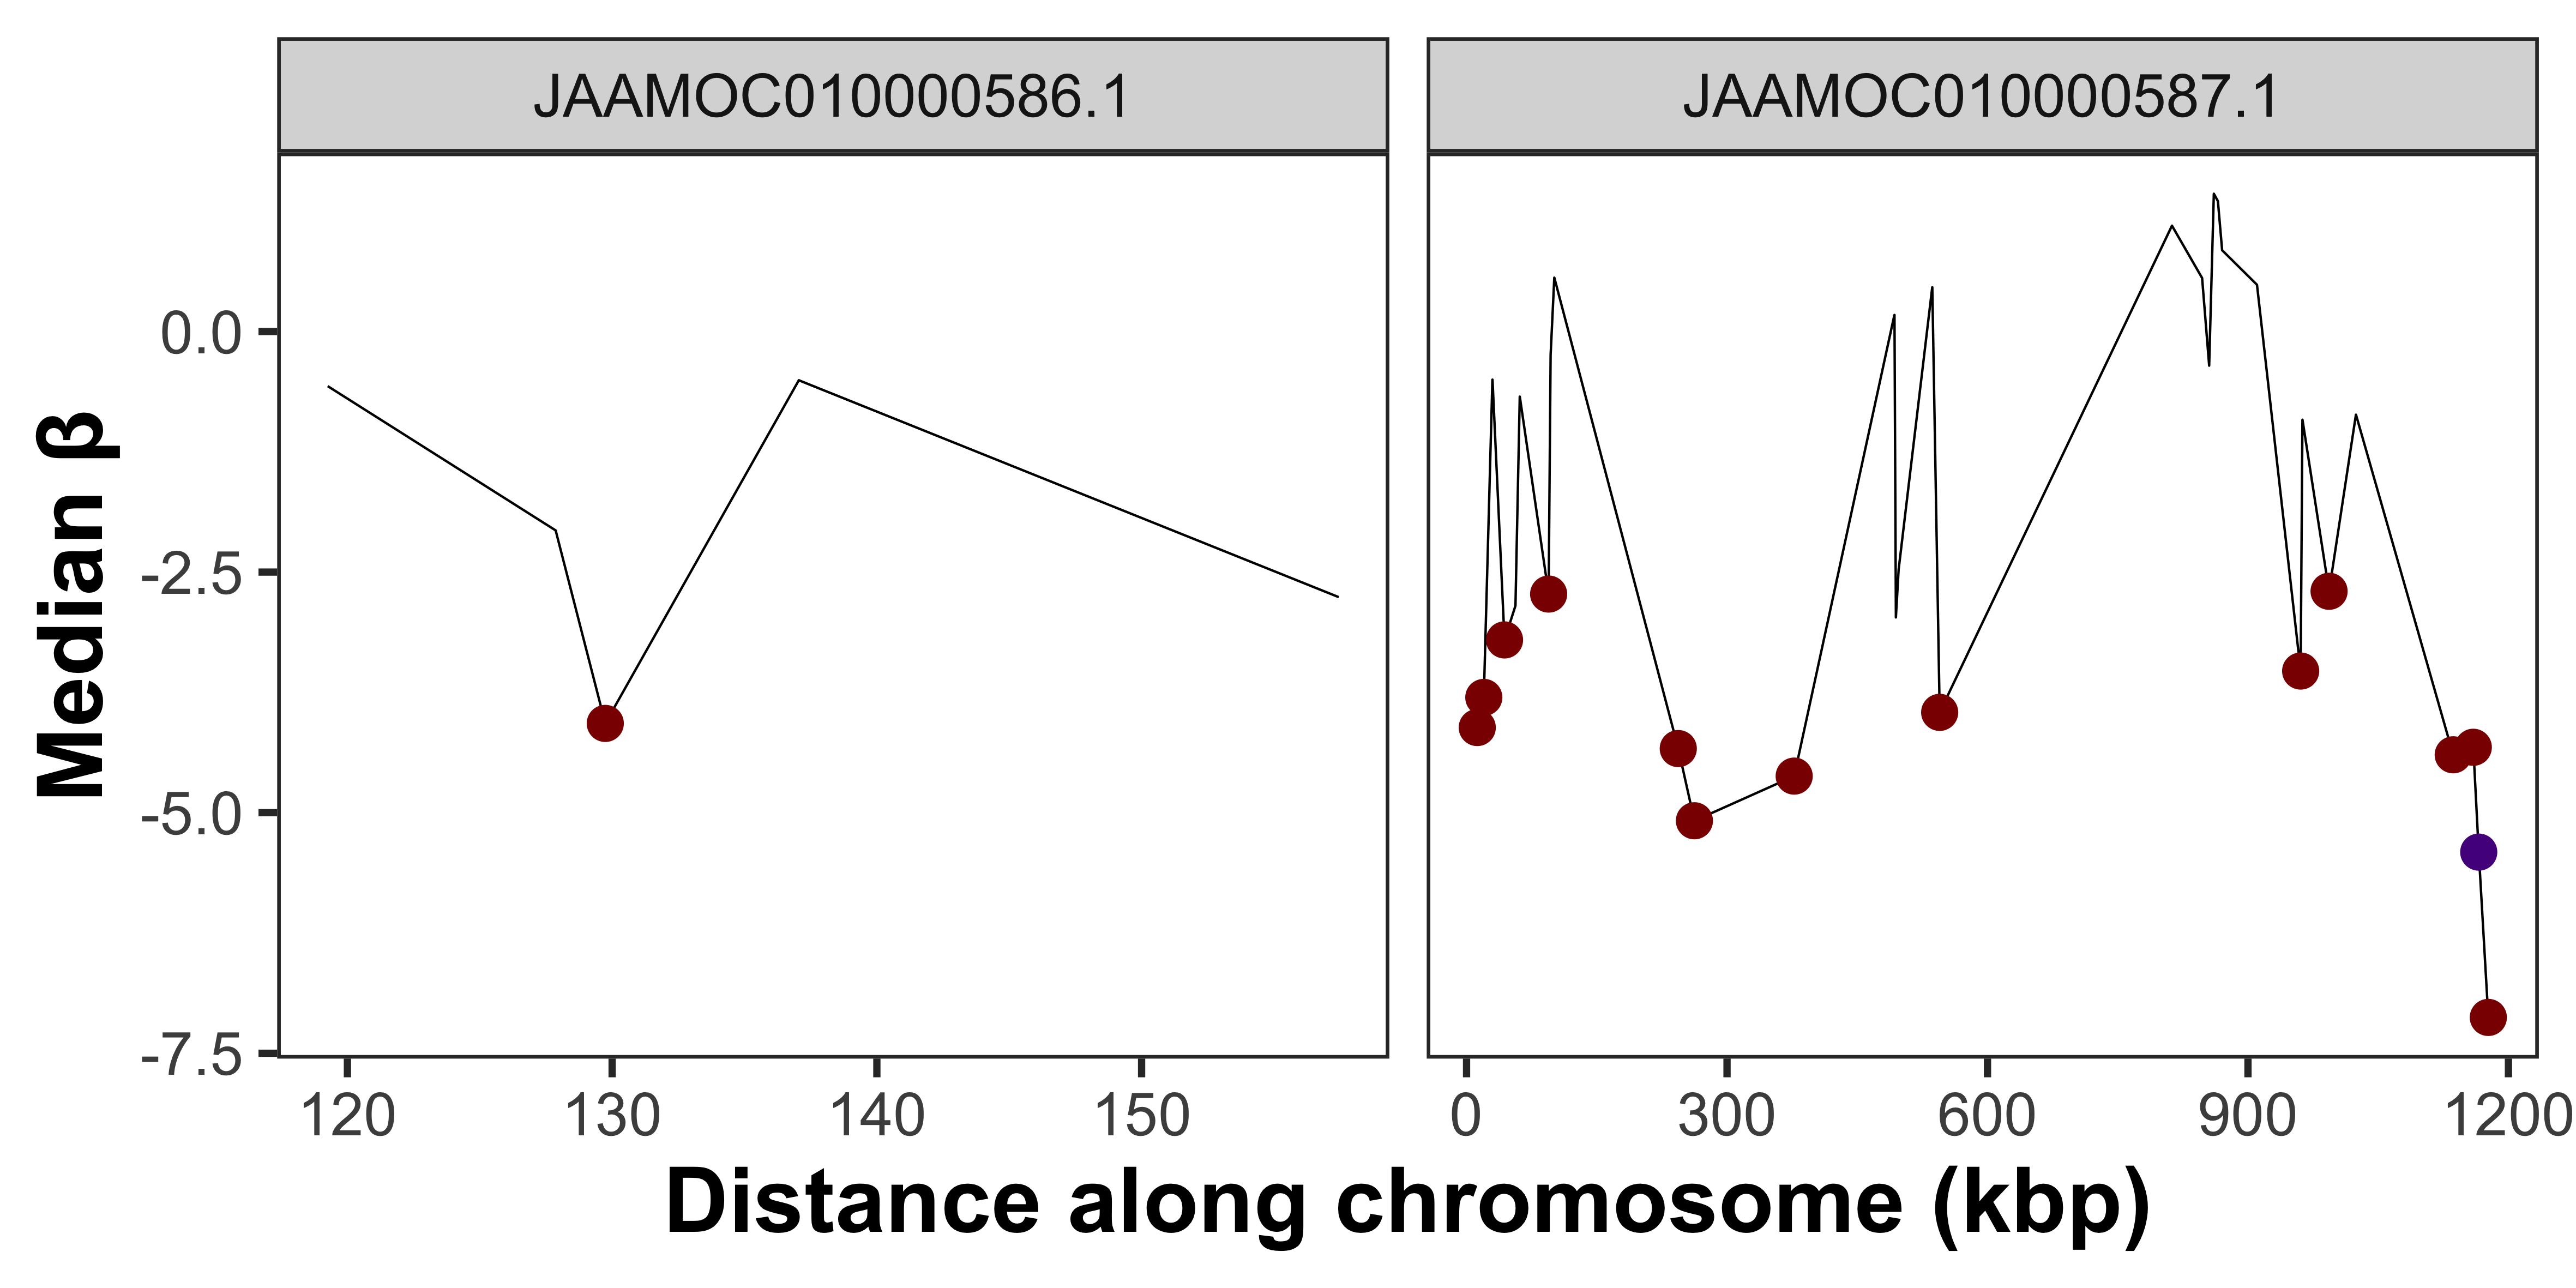 JAAMOC010000586.1 JAAMOC010000587.1
Median β
0.0
-2.5
-5.0
-7.5
120 130 140 150 0 300 600 900 1200
Distance along chromosome (kbp)